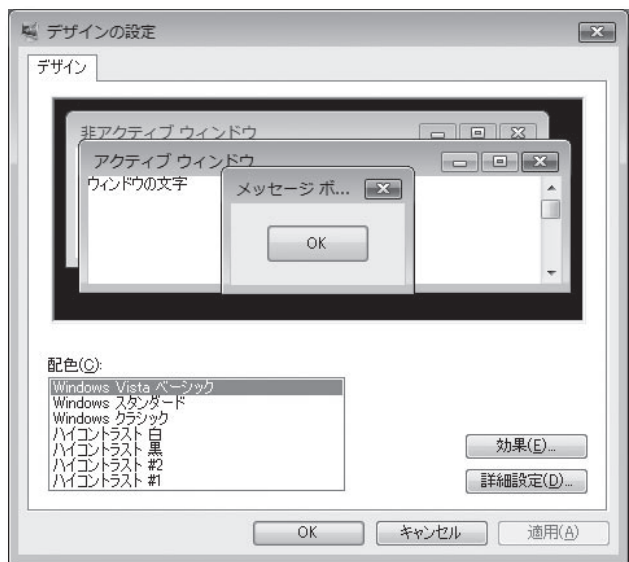 デザインの設定
デザイン
非アクティブ ウィンドウ
アクティブ ウィンドウ
ウィンドウの文字
メッセージ ボ...
OK
配色(C):
Windows Vista ベーシック
Windows スタンダード
Windows クラシック
ハイコントラスト 白
ハイコントラスト 黒
ハイコントラスト #2
ハイコントラスト #1
効果(E)...
詳細設定(D)...
OK
キャンセル
適用(A)